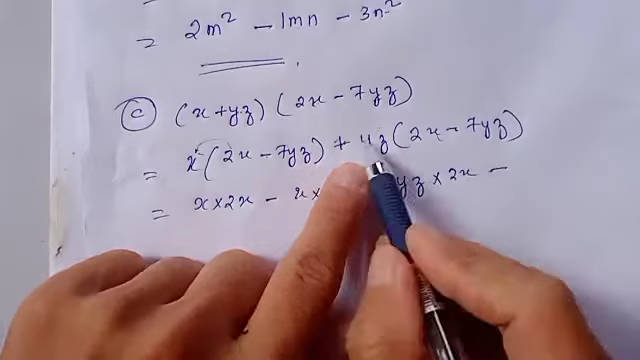 = 2m² - 1mn - 3n²
(c) (x+yz) (2x - 7yz)
= x (2x - 7yz) + yz (2x - 7yz)
= x×2x - x× yz × 2x -